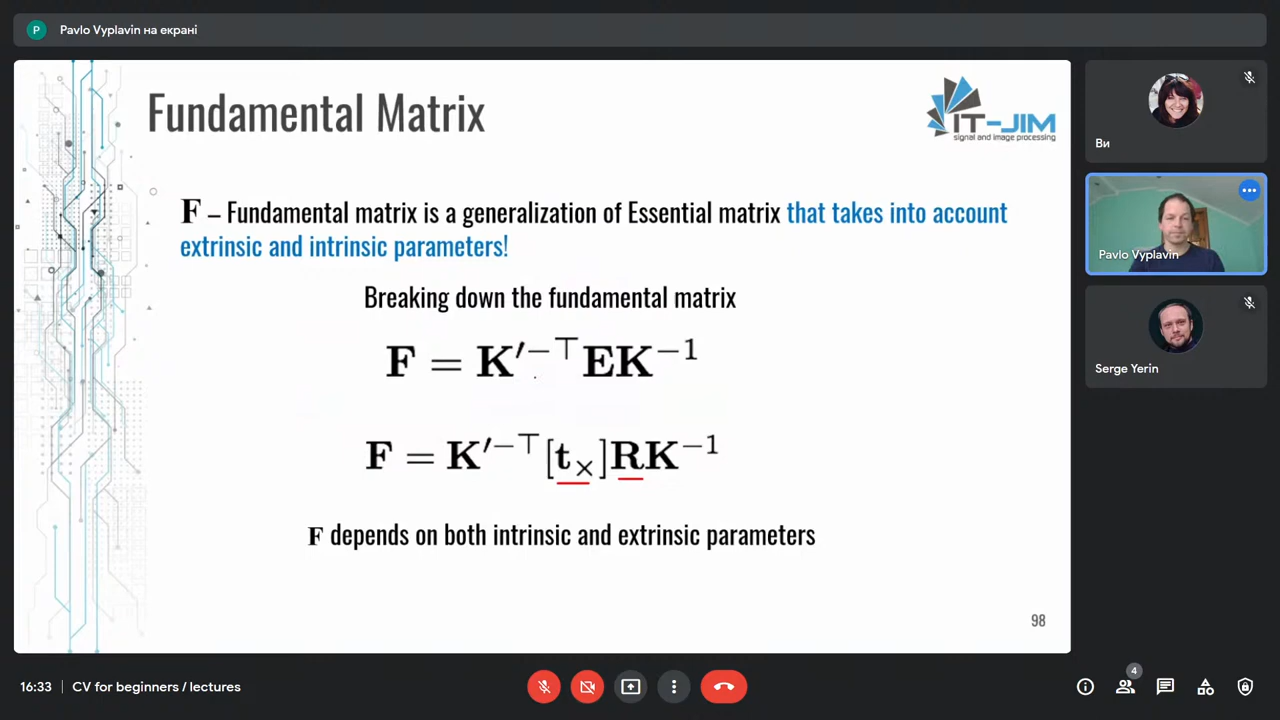 P Pavlo Vyplavin на екрані
Fundamental Matrix
IT-JIM
signal and image processing
F – Fundamental matrix is a generalization of Essential matrix that takes into account
extrinsic and intrinsic parameters!
Breaking down the fundamental matrix
F = K′⁻ᵀEK⁻¹
F = K′⁻ᵀ[t×]RK⁻¹
F depends on both intrinsic and extrinsic parameters
98
Ви
Pavlo Vyplavin
Serge Yerin
16:33 | CV for beginners / lectures
4